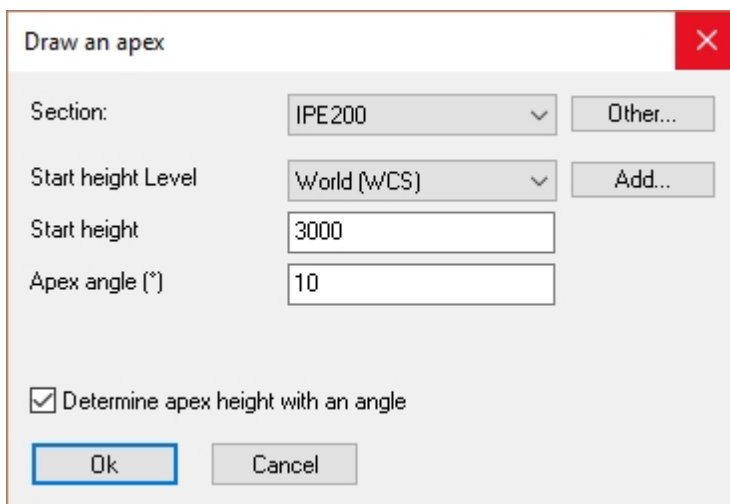 Draw an apex
Section: IPE200 Other...
Start height Level World (WCS) Add...
Start height 3000
Apex angle (°) 10
Determine apex height with an angle
Ok Cancel